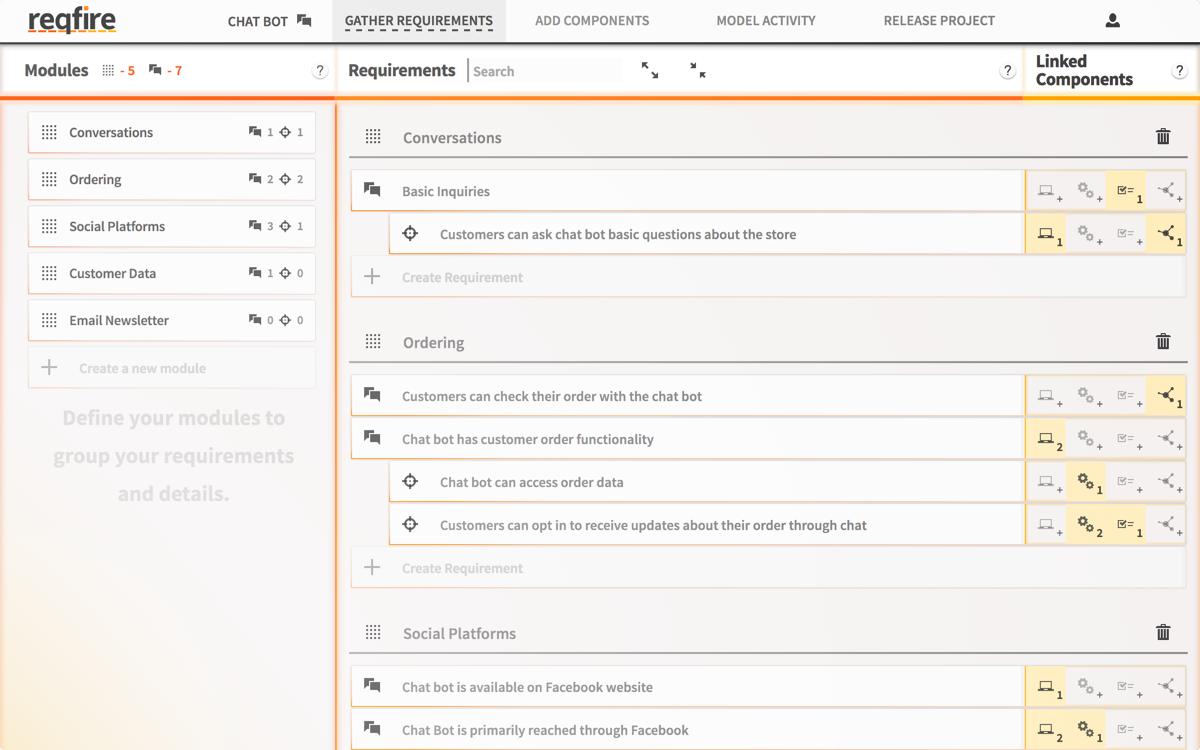 reqfire
CHAT BOT
GATHER REQUIREMENTS
ADD COMPONENTS
MODEL ACTIVITY
RELEASE PROJECT
Modules - 5 - 7 ?
Requirements Search ?
Linked
Components ?
Conversations 1 1
Ordering 2 2
Social Platforms 3 1
Customer Data 1 0
Email Newsletter 0 0
+ Create a new module
Define your modules to
group your requirements
and details.
Conversations
Basic Inquiries + + 1 +
Customers can ask chat bot basic questions about the store 1 + + 1
+ Create Requirement
Ordering
Customers can check their order with the chat bot + + + 1
Chat bot has customer order functionality 2 + + +
Chat bot can access order data + 1 + +
Customers can opt in to receive updates about their order through chat + 2 1 +
+ Create Requirement
Social Platforms
Chat bot is available on Facebook website 1 + + +
Chat Bot is primarily reached through Facebook 2 1 + +